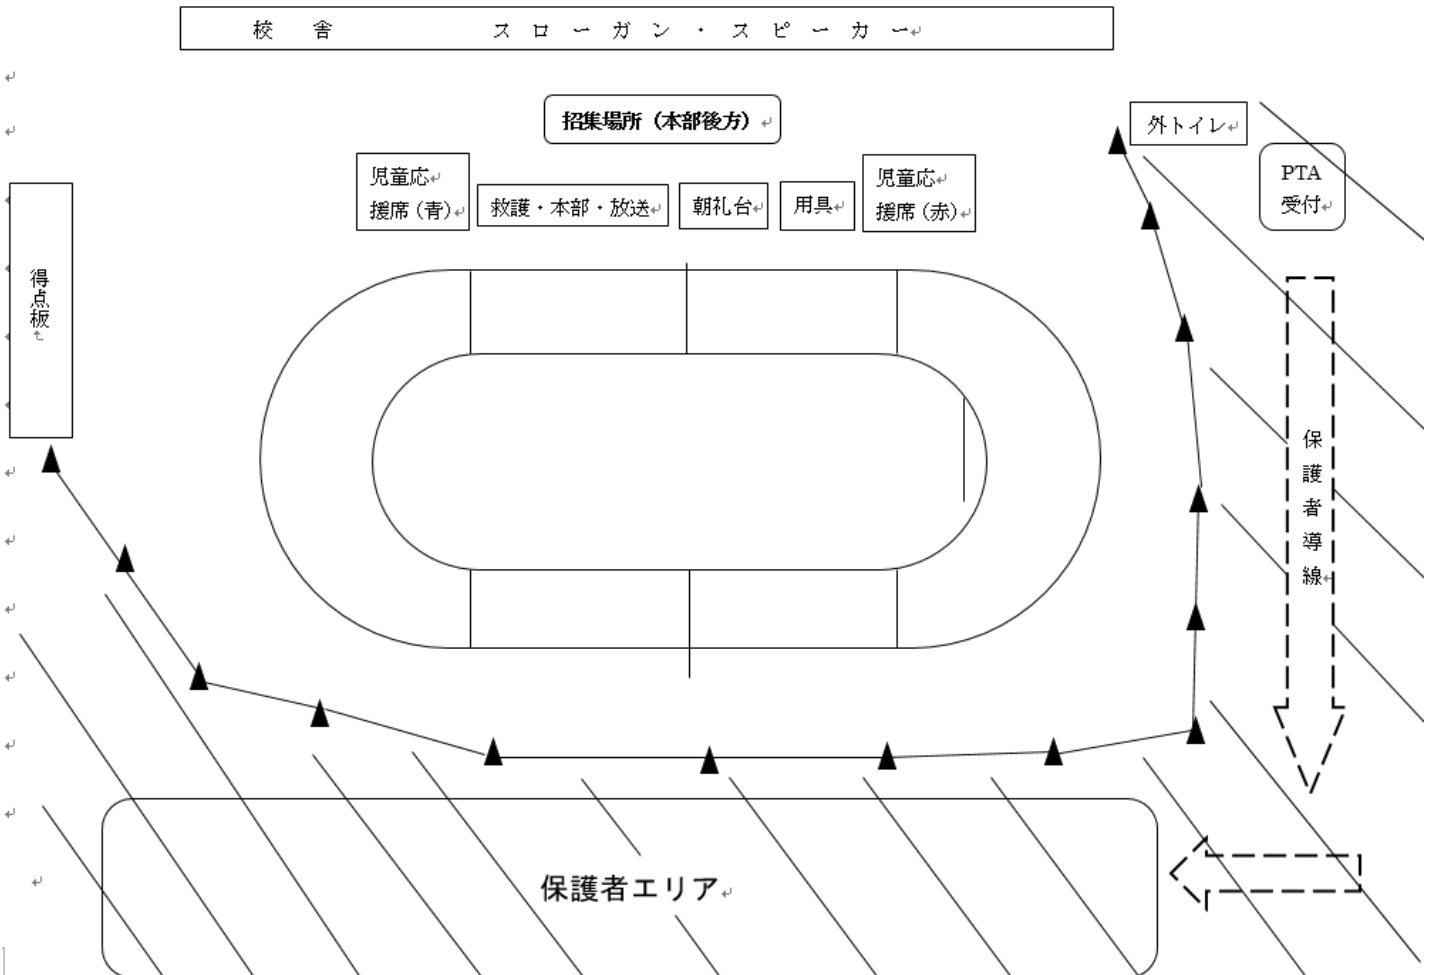 校　舎　　　スローガン・スピーカー
招集場所（本部後方）
外トイレ
PTA
受付
児童応
援席（青）
救護・本部・放送
朝礼台
用具
児童応
援席（赤）
得点板
保護者導線
保護者エリア